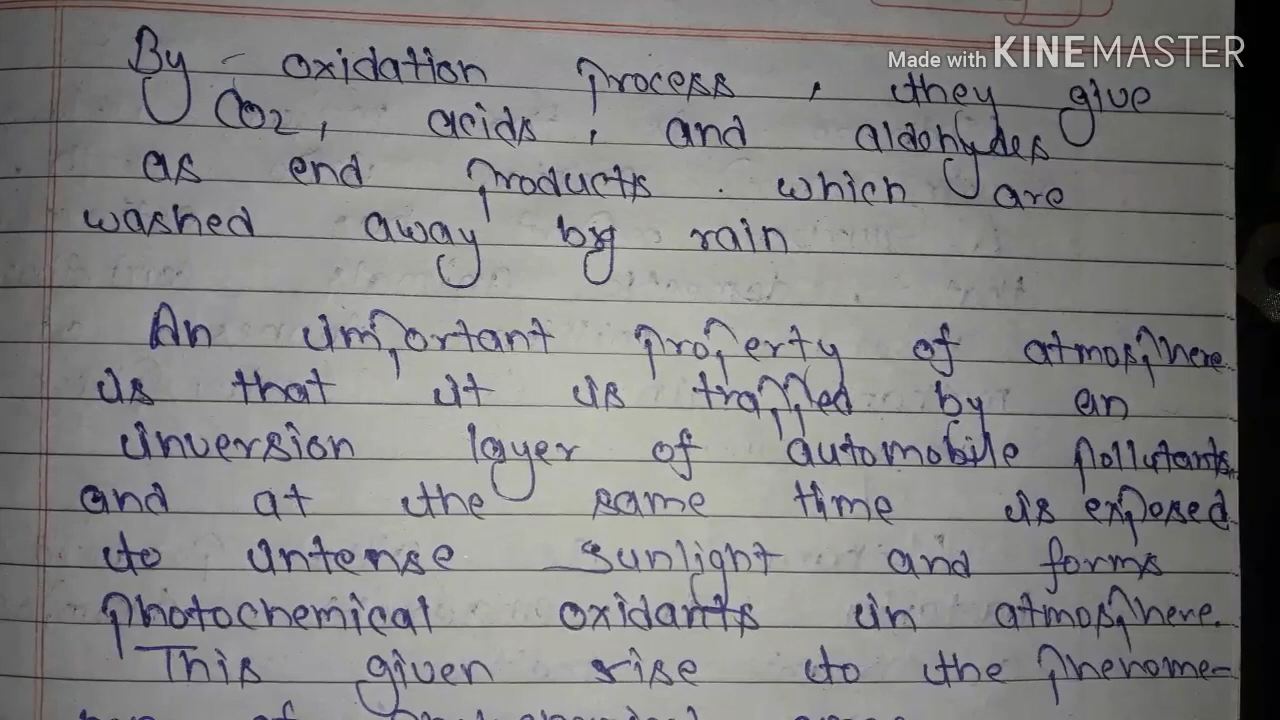 Made with KINEMASTER
By - oxidation process, they give
CO2, acids, and aldehydes
as end products. which are
washed away by rain
An important property of atmosphere
is that it is trapped by an
inversion layer of automobile pollutants
and at the same time is exposed
to intense sunlight and forms
photochemical oxidants in atmosphere.
This given rise to the phenome-
of